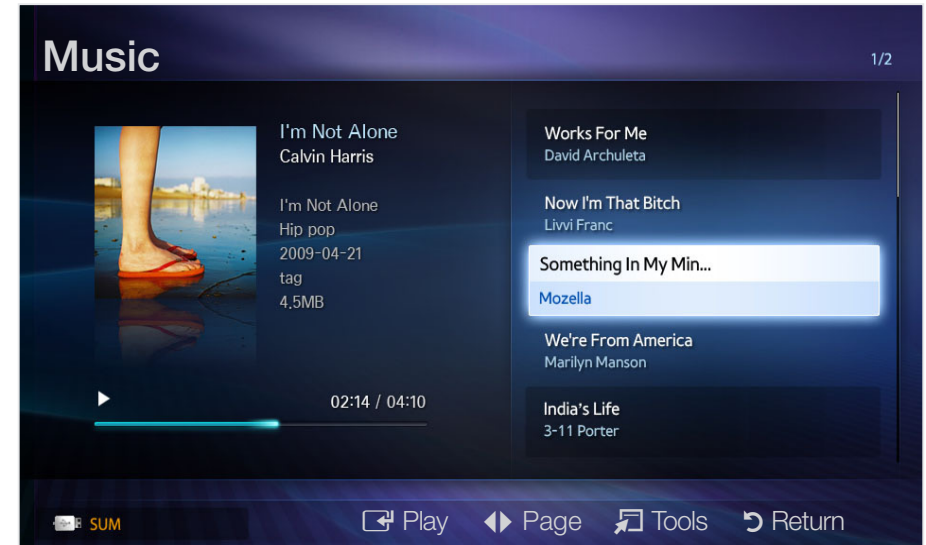 Music
1/2
I'm Not Alone
Calvin Harris
I'm Not Alone
Hip pop
2009-04-21
tag
4.5MB
02:14 / 04:10
Works For Me
David Archuleta
Now I'm That Bitch
Livvi Franc
Something In My Min...
Mozella
We're From America
Marilyn Manson
India's Life
3-11 Porter
SUM
Play Page Tools Return